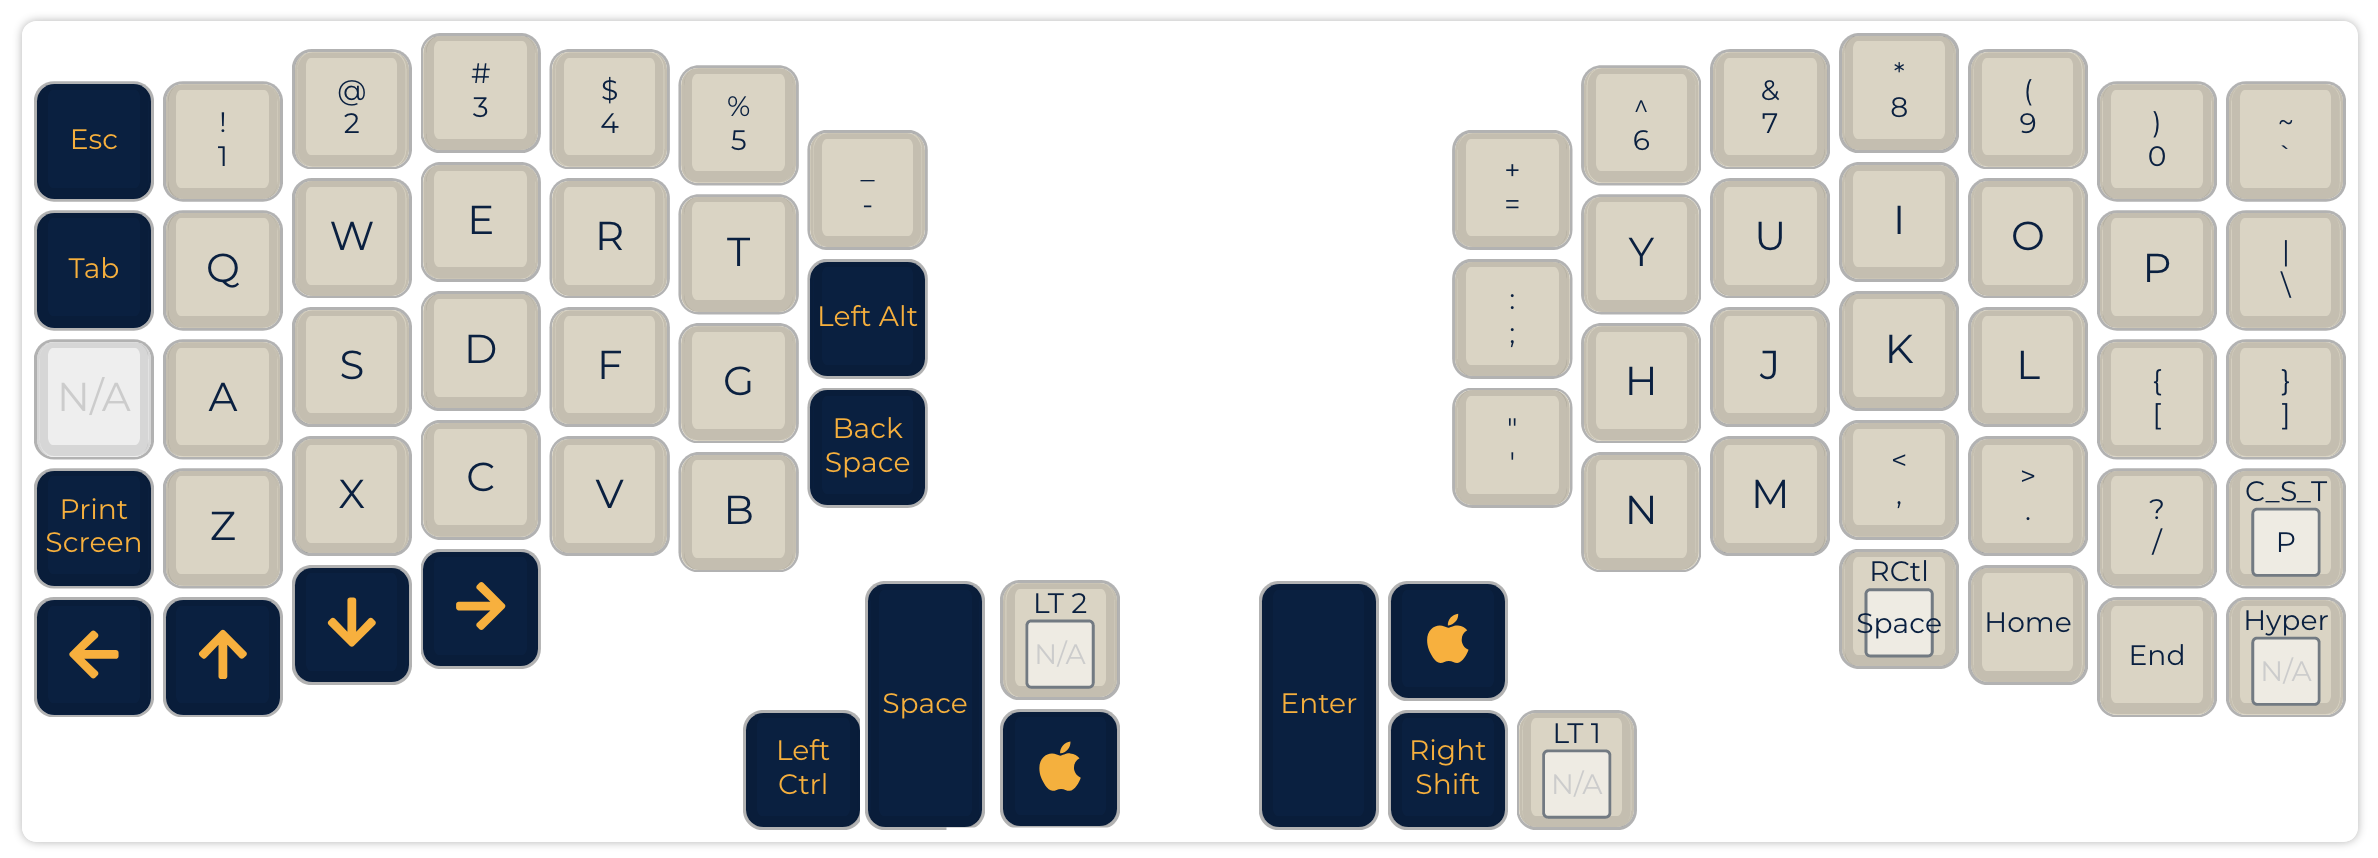 Esc
!
1
@
2
#
3
$
4
%
5
_
-
+
=
^
6
&
7
*
8
(
9
)
0
~
`
Tab
Q
W
E
R
T
Left Alt
:
;
Y
U
I
O
P
|
\
N/A
A
S
D
F
G
Back
Space
"
'
H
J
K
L
{
[
}
]
Print
Screen
Z
X
C
V
B
N
M
<
,
>
.
?
/
C_S_T
P
←
↑
↓
→
RCtl
Space
Home
End
Hyper
N/A
Left
Ctrl
Space
LT 2
N/A
Enter
Right
Shift
LT 1
N/A